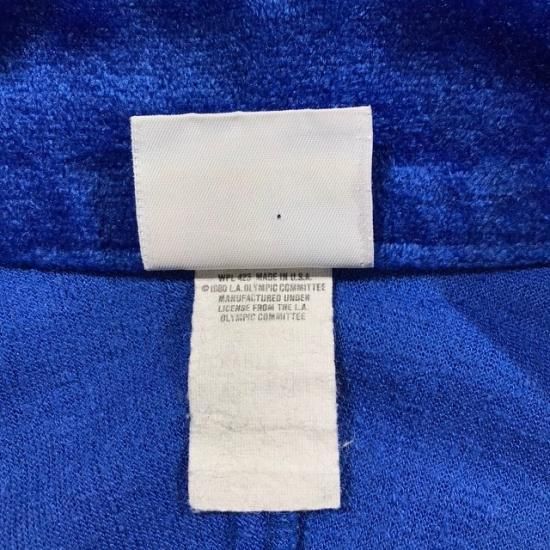 WPL 423 MADE IN U.S.A.
© 1980 L.A. OLYMPIC COMMITTEE
MANUFACTURED UNDER
LICENSE FROM THE L.A.
OLYMPIC COMMITTEE